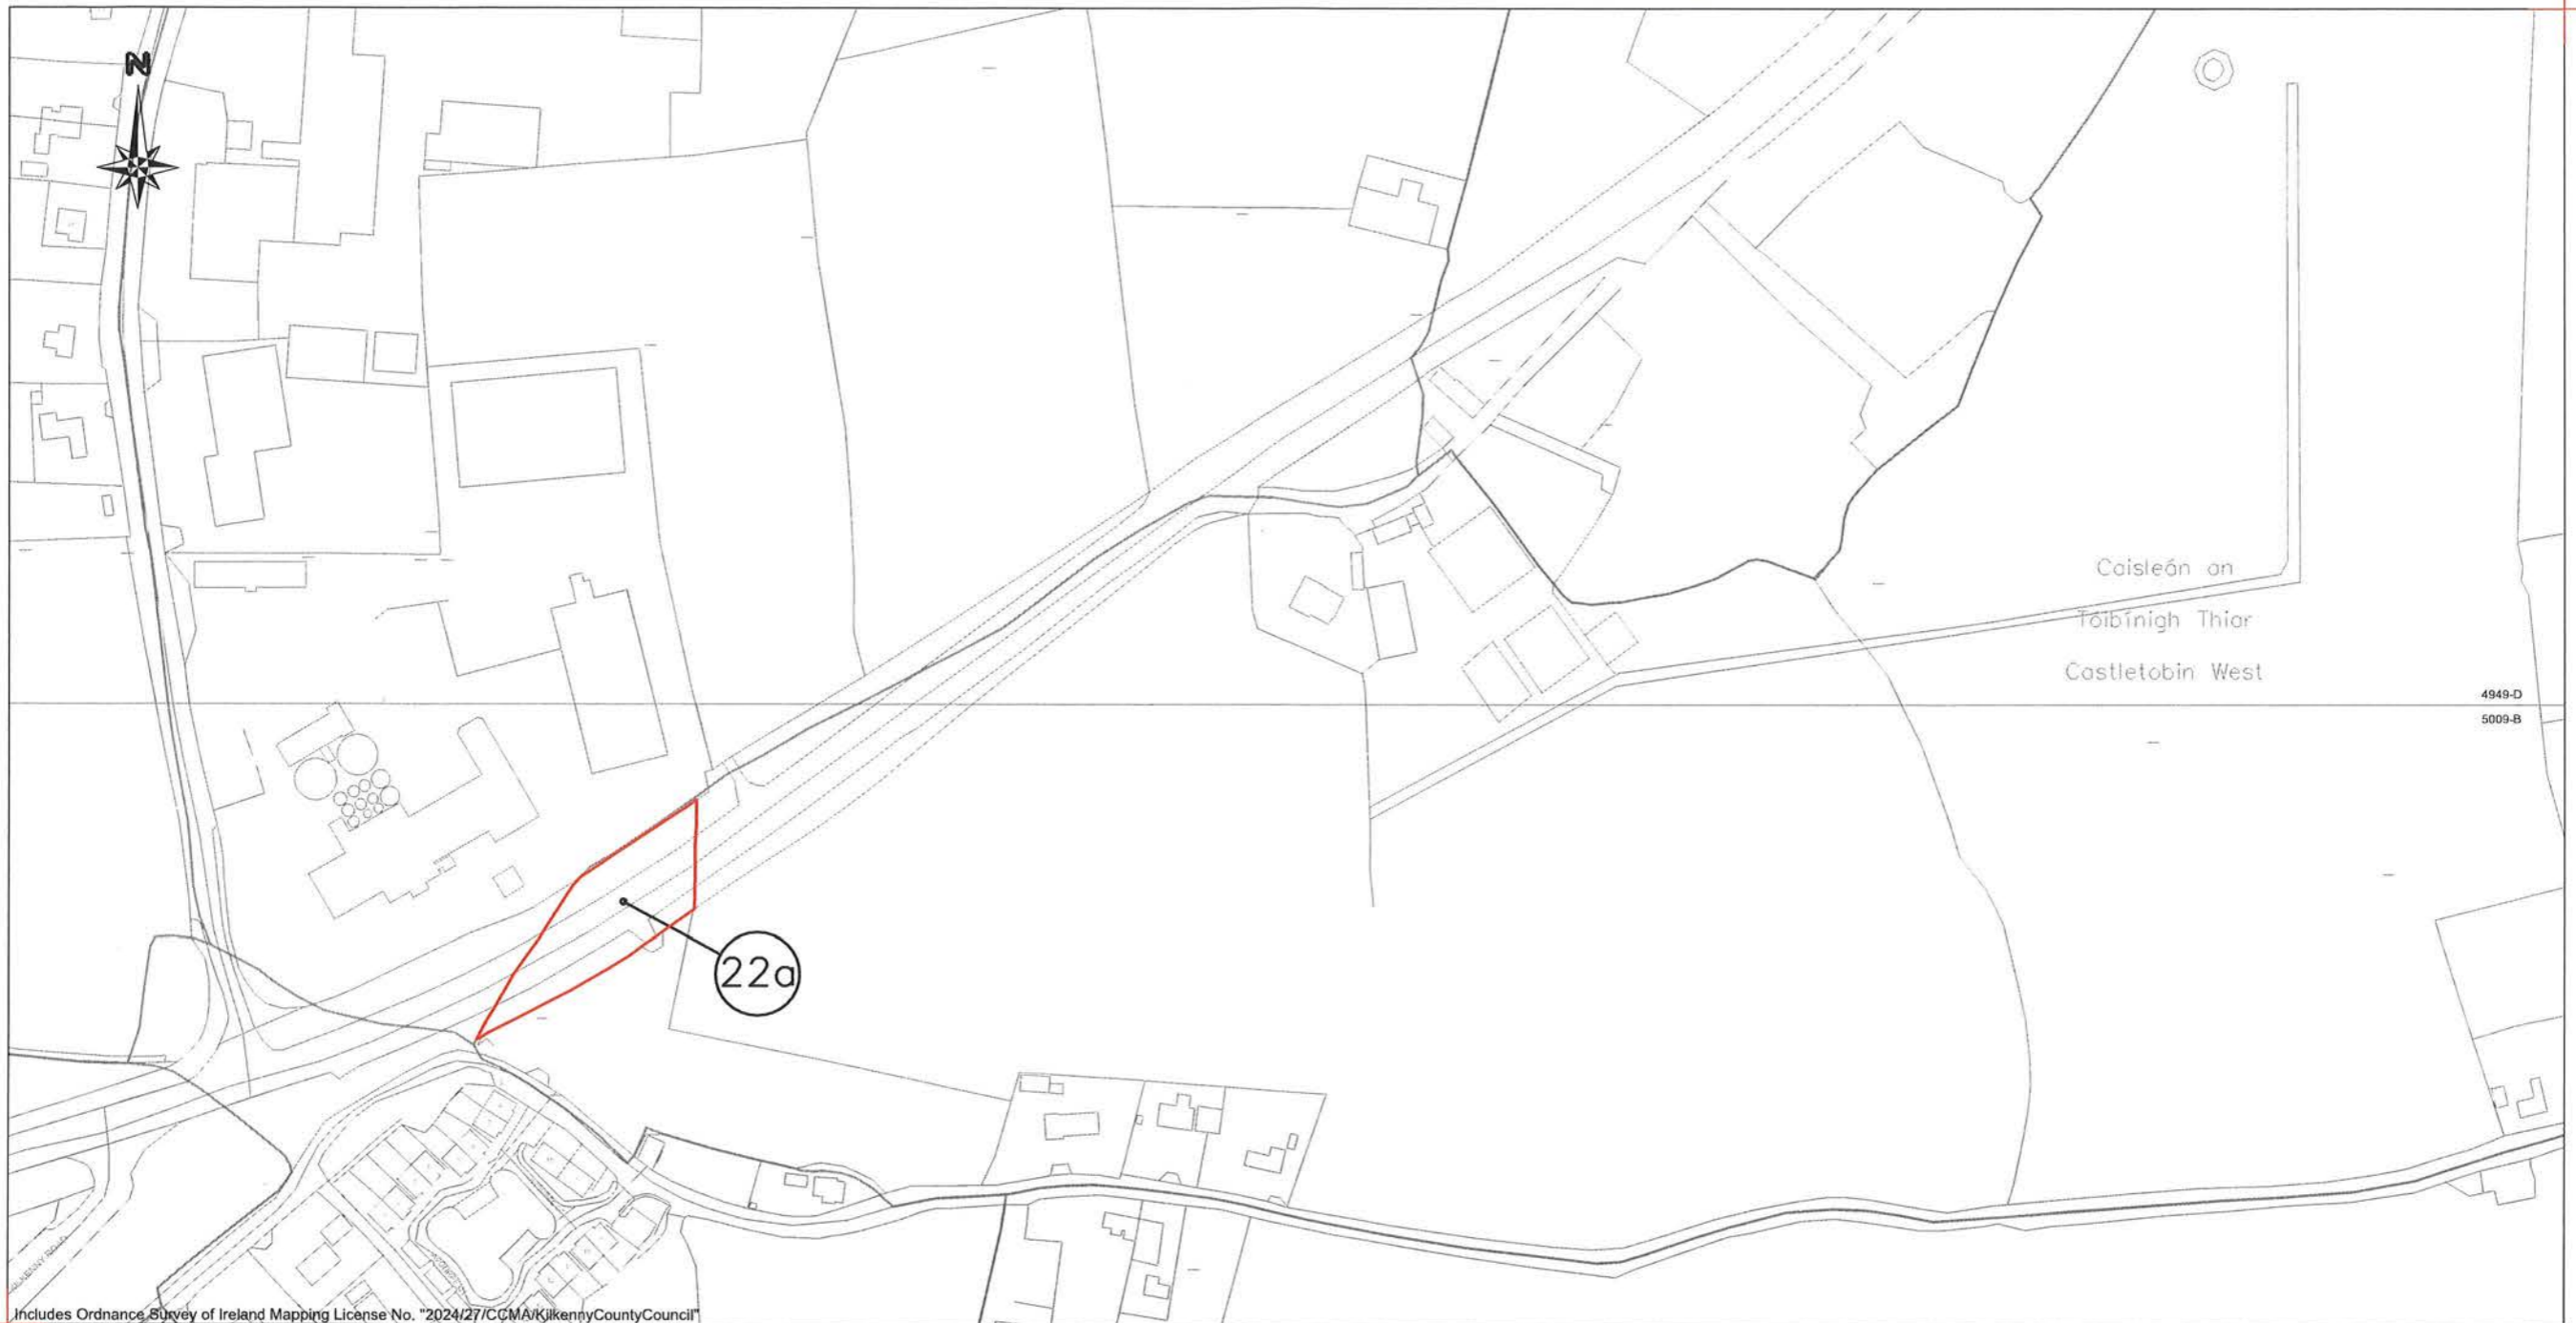 N
Caisleán an
Tóibínigh Thiar
Castletobin West
4949-D
5009-B
22a
Includes Ordnance Survey of Ireland Mapping License No. "2024/27/CCMA/KilkennyCountyCouncil"